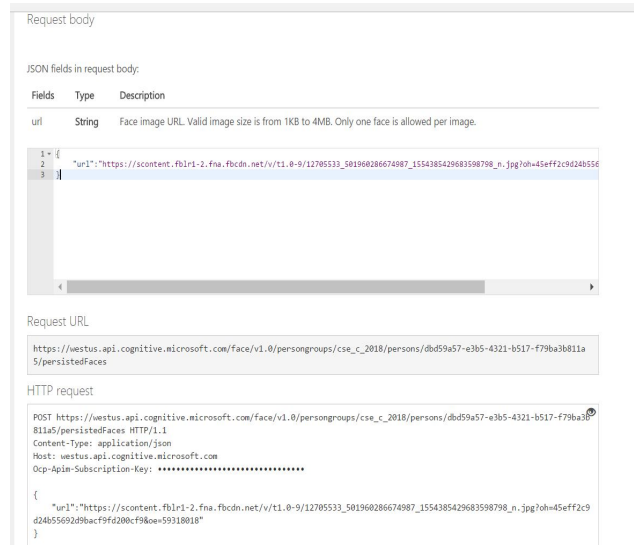 Request body
JSON fields in request body:
Fields Type Description
url String Face image URL. Valid image size is from 1KB to 4MB. Only one face is allowed per image.
1 {
2 "url":"https://scontent.fblr1-2.fna.fbcdn.net/v/t1.0-9/12705533_501960286674987_1554385429683598798_n.jpg?oh=45eff2c9d24b556
3 }
Request URL
https://westus.api.cognitive.microsoft.com/face/v1.0/persongroups/cse_c_2018/persons/dbd59a57-e3b5-4321-b517-f79ba3b811a
5/persistedFaces
HTTP request
POST https://westus.api.cognitive.microsoft.com/face/v1.0/persongroups/cse_c_2018/persons/dbd59a57-e3b5-4321-b517-f79ba3b
811a5/persistedFaces HTTP/1.1
Content-Type: application/json
Host: westus.api.cognitive.microsoft.com
Ocp-Apim-Subscription-Key: ••••••••••••••••••••••••••••••••
{
"url":"https://scontent.fblr1-2.fna.fbcdn.net/v/t1.0-9/12705533_501960286674987_1554385429683598798_n.jpg?oh=45eff2c9
d24b55692d9bacf9fd200cf9&oe=59318018"
}